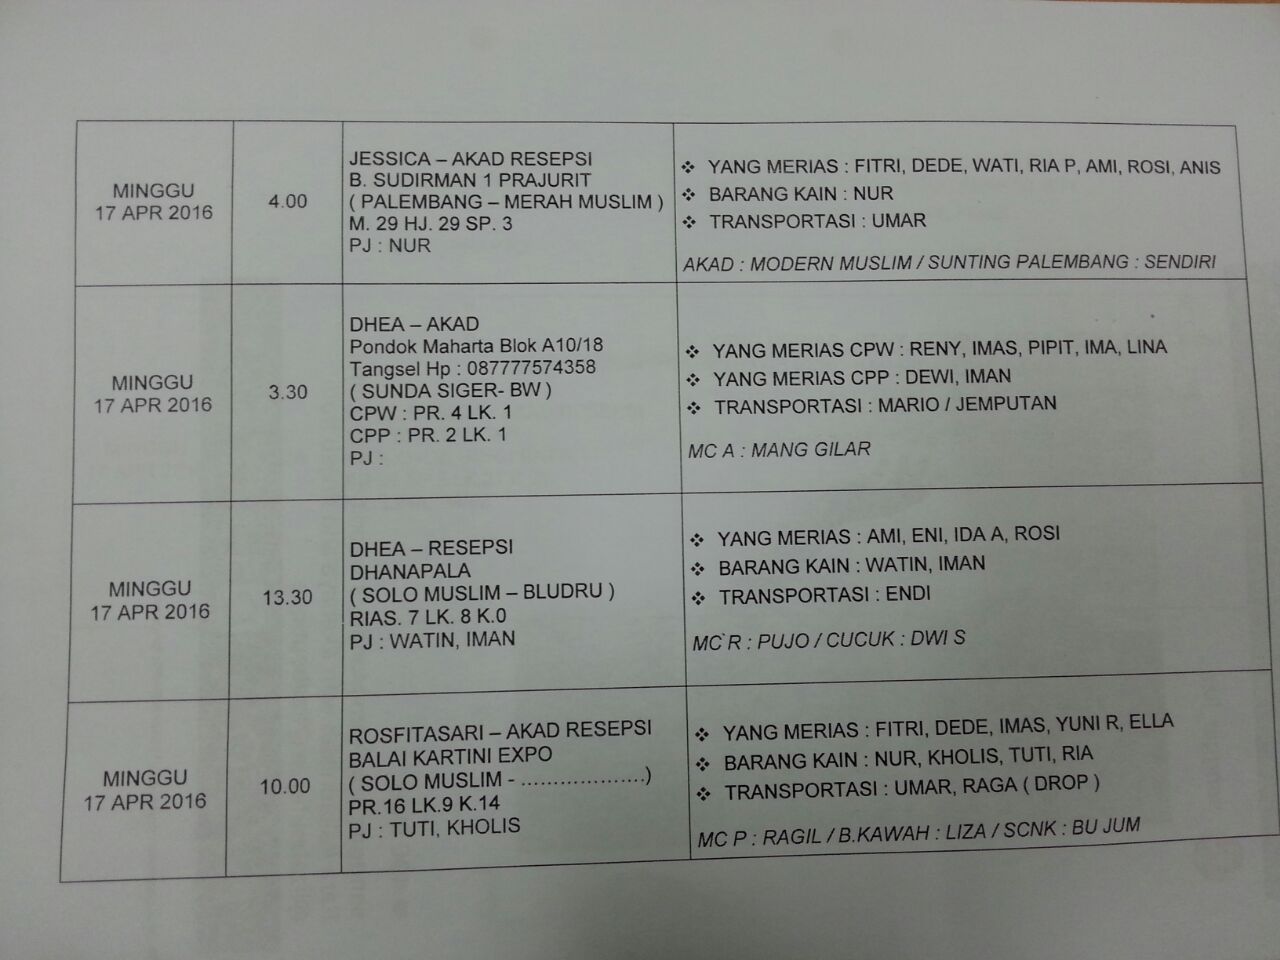 MINGGU
17 APR 2016
4.00
JESSICA – AKAD RESEPSI
B. SUDIRMAN 1 PRAJURIT
( PALEMBANG – MERAH MUSLIM )
M. 29 HJ. 29 SP. 3
PJ : NUR
❖ YANG MERIAS : FITRI, DEDE, WATI, RIA P, AMI, ROSI, ANIS
❖ BARANG KAIN : NUR
❖ TRANSPORTASI : UMAR
AKAD : MODERN MUSLIM / SUNTING PALEMBANG : SENDIRI
MINGGU
17 APR 2016
3.30
DHEA – AKAD
Pondok Maharta Blok A10/18
Tangsel Hp : 087777574358
( SUNDA SIGER- BW )
CPW : PR. 4 LK. 1
CPP : PR. 2 LK. 1
PJ :
❖ YANG MERIAS CPW : RENY, IMAS, PIPIT, IMA, LINA
❖ YANG MERIAS CPP : DEWI, IMAN
❖ TRANSPORTASI : MARIO / JEMPUTAN
MC A : MANG GILAR
MINGGU
17 APR 2016
13.30
DHEA – RESEPSI
DHANAPALA
( SOLO MUSLIM – BLUDRU )
RIAS. 7 LK. 8 K.0
PJ : WATIN, IMAN
❖ YANG MERIAS : AMI, ENI, IDA A, ROSI
❖ BARANG KAIN : WATIN, IMAN
❖ TRANSPORTASI : ENDI
MC`R : PUJO / CUCUK : DWI S
MINGGU
17 APR 2016
10.00
ROSFITASARI – AKAD RESEPSI
BALAI KARTINI EXPO
( SOLO MUSLIM - ....................)
PR.16 LK.9 K.14
PJ : TUTI, KHOLIS
❖ YANG MERIAS : FITRI, DEDE, IMAS, YUNI R, ELLA
❖ BARANG KAIN : NUR, KHOLIS, TUTI, RIA
❖ TRANSPORTASI : UMAR, RAGA ( DROP )
MC P : RAGIL / B.KAWAH : LIZA / SCNK : BU JUM